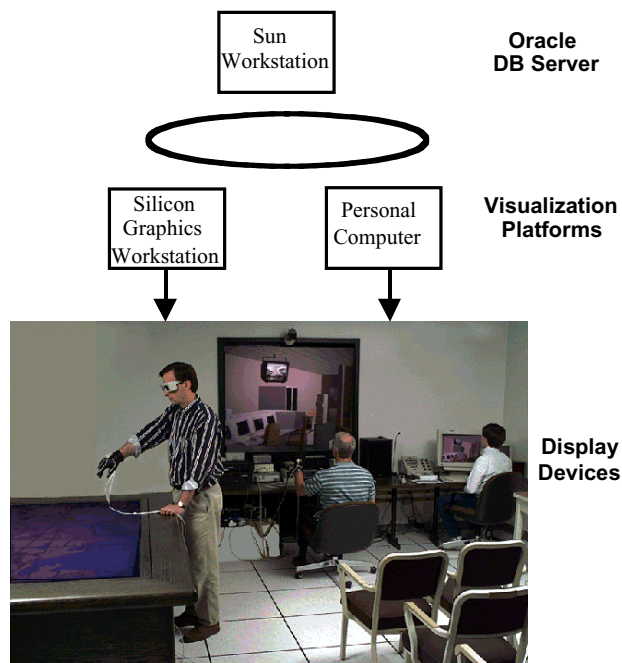 Sun
Workstation
Oracle
DB Server
Silicon
Graphics
Workstation
Personal
Computer
Visualization
Platforms
Display
Devices